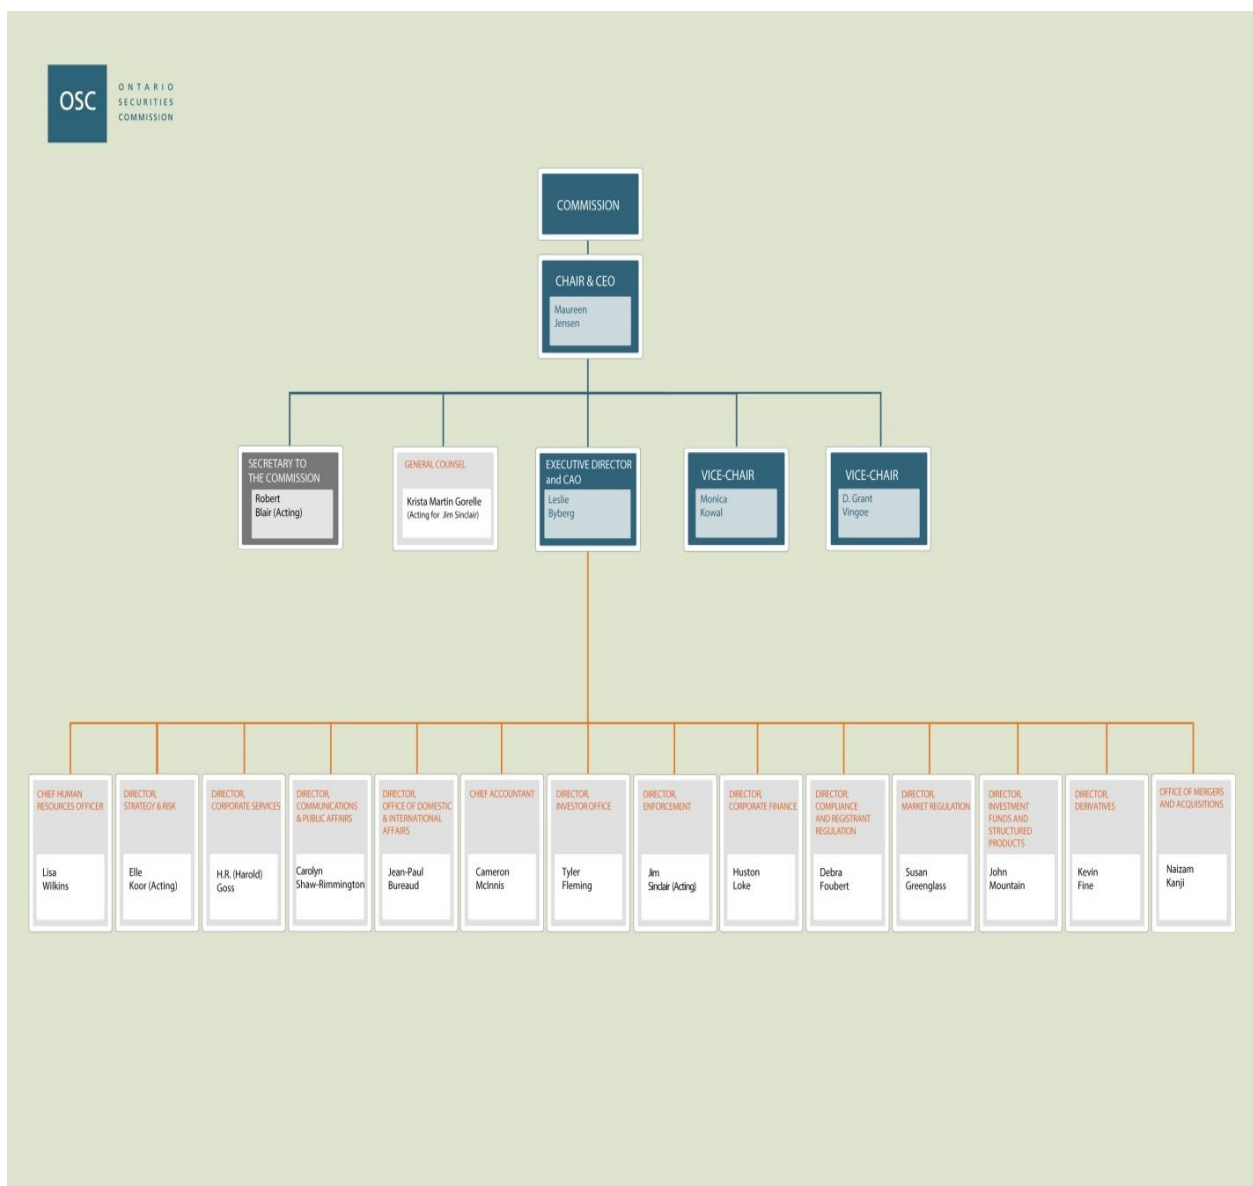 OSC
ONTARIO
SECURITIES
COMMISSION
COMMISSION
CHAIR & CEO
Maureen
Jensen
SECRETARY TO
THE COMMISSION
Robert
Blair (Acting)
GENERAL COUNSEL
Krista Martin Gorelle
(Acting for Jim Sinclair)
EXECUTIVE DIRECTOR
and CAO
Leslie
Byberg
VICE-CHAIR
Monica
Kowal
VICE-CHAIR
D. Grant
Vingoe
CHIEF HUMAN
RESOURCES OFFICER
Lisa
Wilkins
DIRECTOR,
STRATEGY & RISK
Elle
Koor (Acting)
DIRECTOR,
CORPORATE SERVICES
H.R. (Harold)
Goss
DIRECTOR,
COMMUNICATIONS
& PUBLIC AFFAIRS
Carolyn
Shaw-Rimmington
DIRECTOR,
OFFICE OF DOMESTIC
& INTERNATIONAL
AFFAIRS
Jean-Paul
Bureaud
CHIEF ACCOUNTANT
Cameron
McInnis
DIRECTOR,
INVESTOR OFFICE
Tyler
Fleming
DIRECTOR,
ENFORCEMENT
Jim
Sinclair (Acting)
DIRECTOR,
CORPORATE FINANCE
Huston
Loke
DIRECTOR,
COMPLIANCE
AND REGISTRANT
REGULATION
Debra
Foubert
DIRECTOR,
MARKET REGULATION
Susan
Greenglass
DIRECTOR,
INVESTMENT
FUNDS AND
STRUCTURED
PRODUCTS
John
Mountain
DIRECTOR,
DERIVATIVES
Kevin
Fine
OFFICE OF MERGERS
AND ACQUISITIONS
Naizam
Kanji